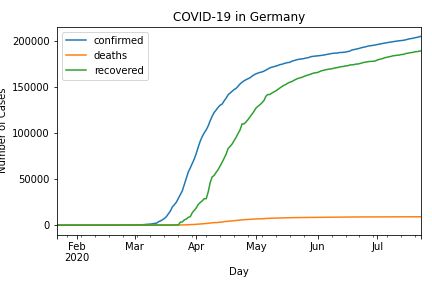 COVID-19 in Germany
200000
150000
100000
50000
0
Number of Cases
confirmed
deaths
recovered
Feb
2020
Mar
Apr
May
Jun
Jul
Day